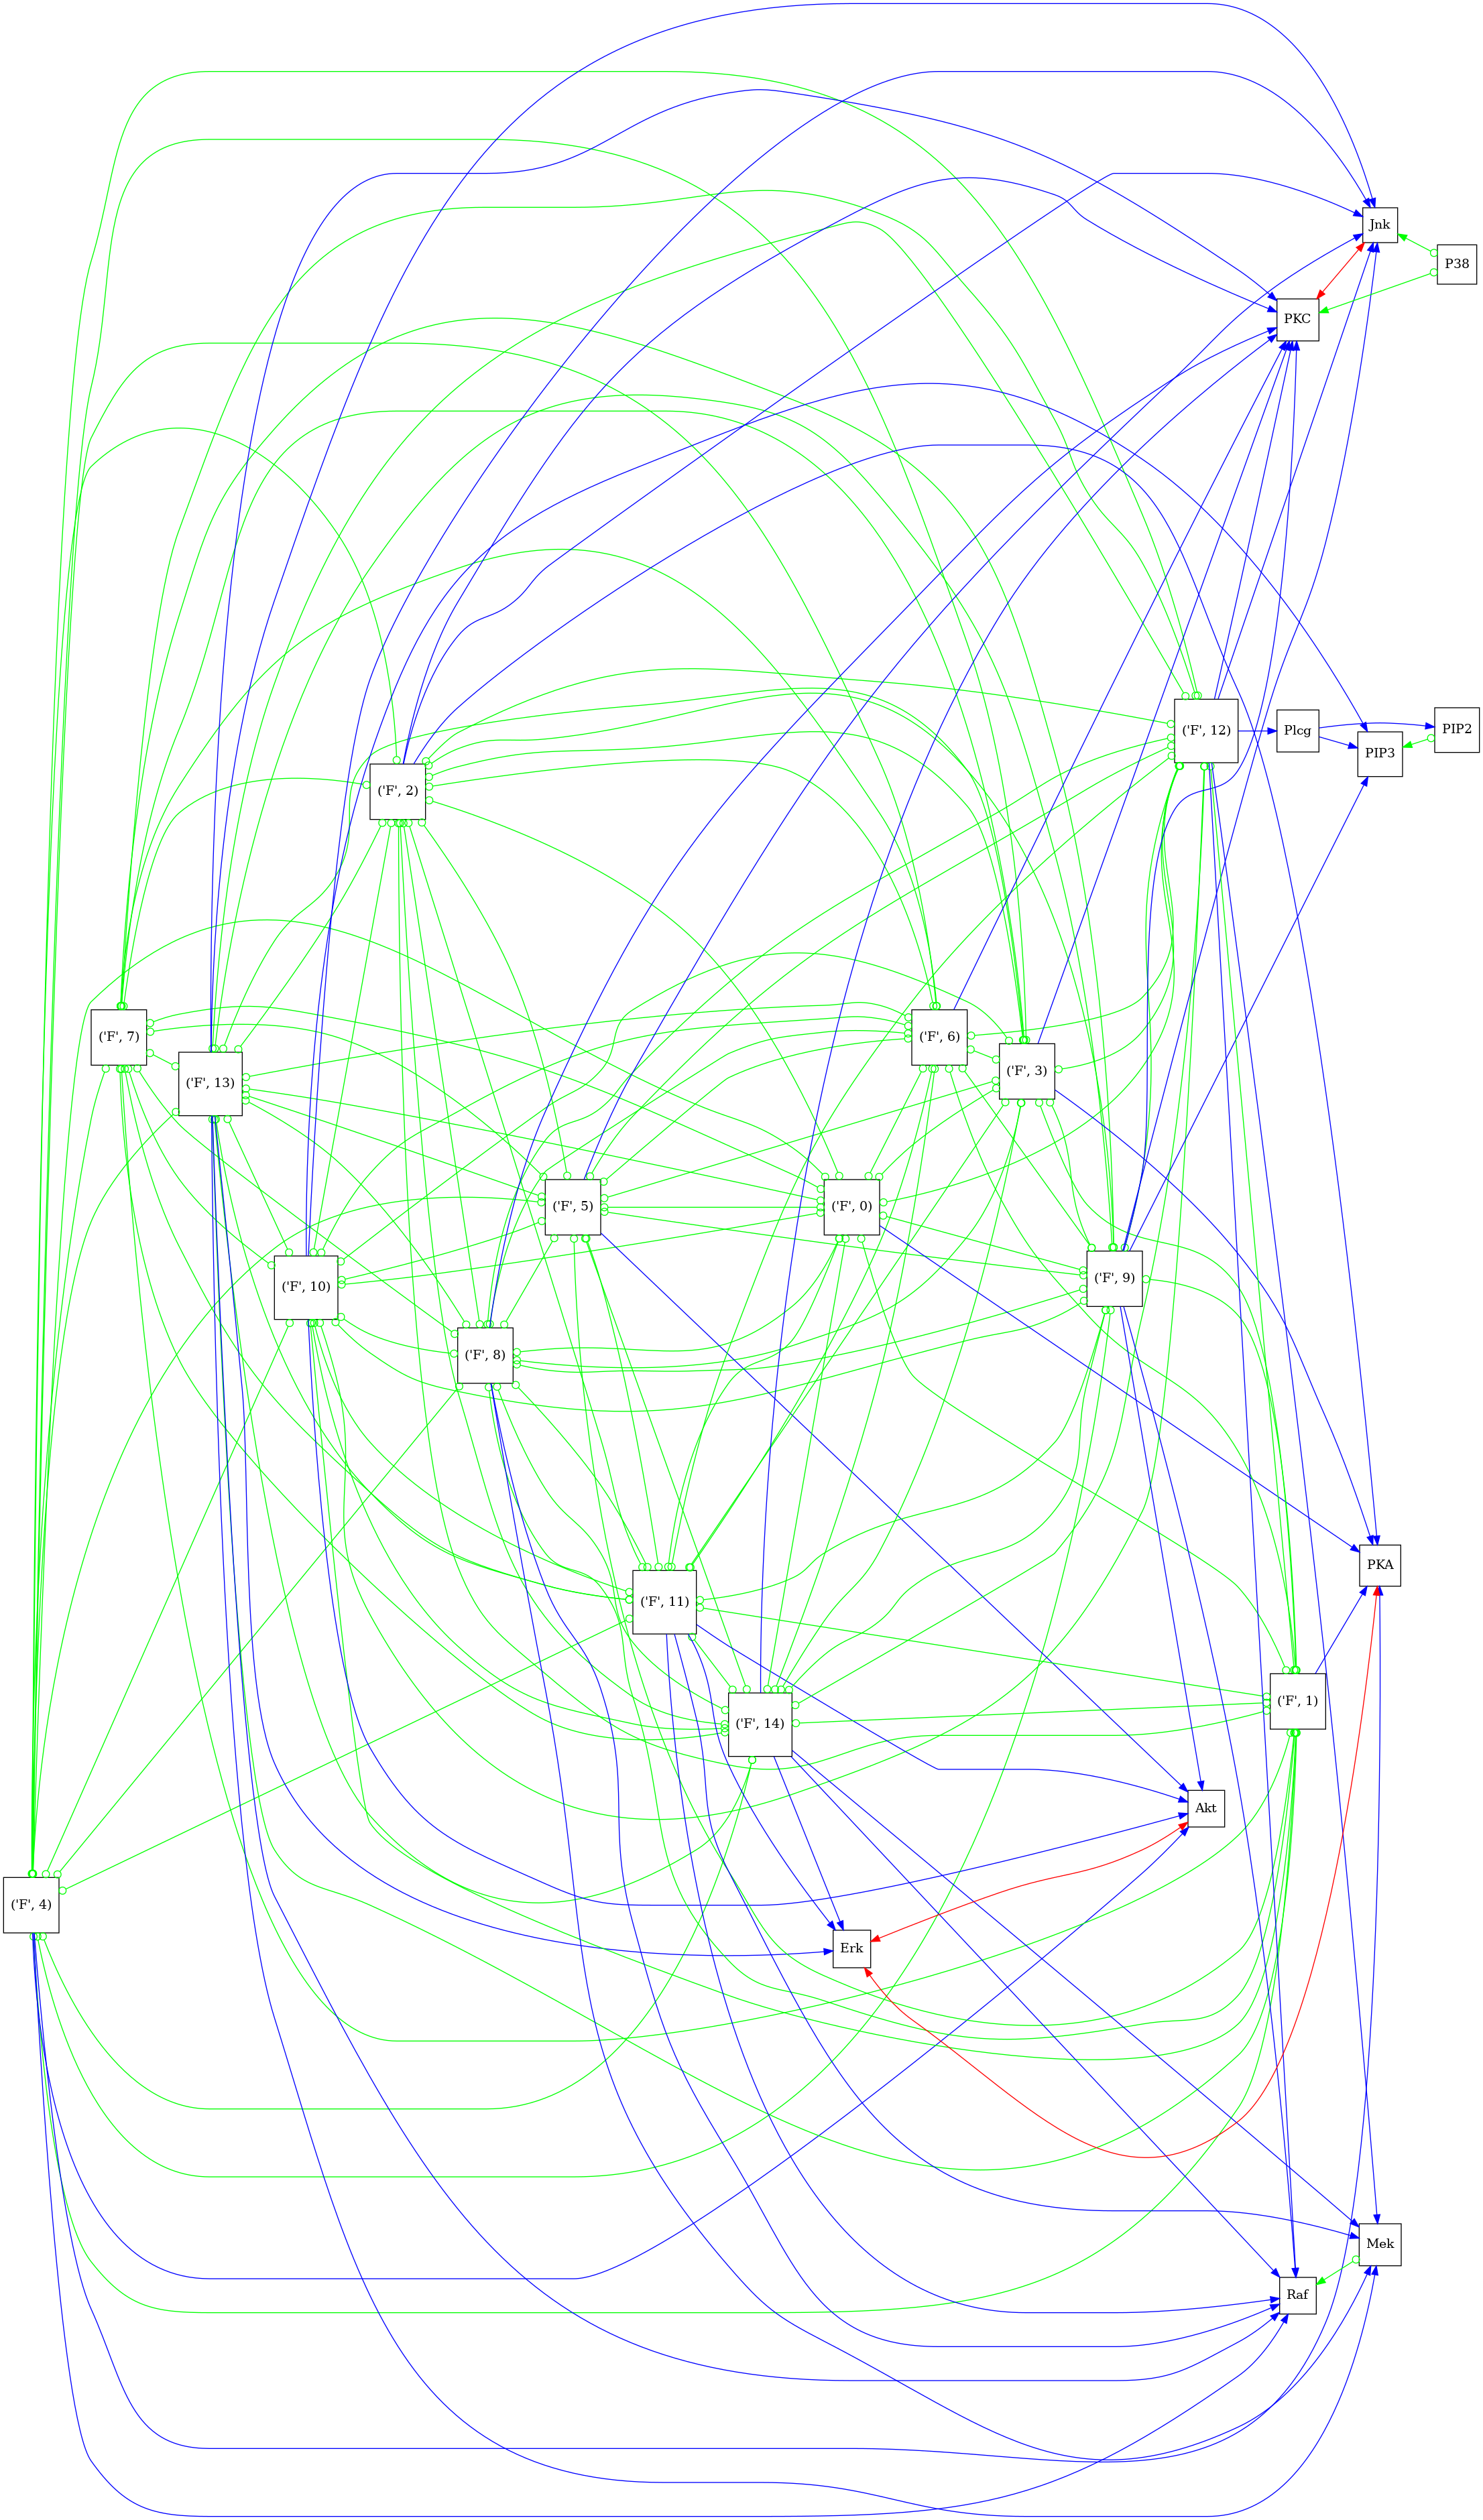 Jnk
P38
PKC
('F', 12)
Plcg
PIP2
PIP3
('F', 2)
('F', 7)
('F', 6)
('F', 3)
('F', 13)
('F', 5)
('F', 0)
('F', 10)
('F', 9)
('F', 8)
PKA
('F', 11)
('F', 14)
('F', 1)
Akt
('F', 4)
Erk
Mek
Raf